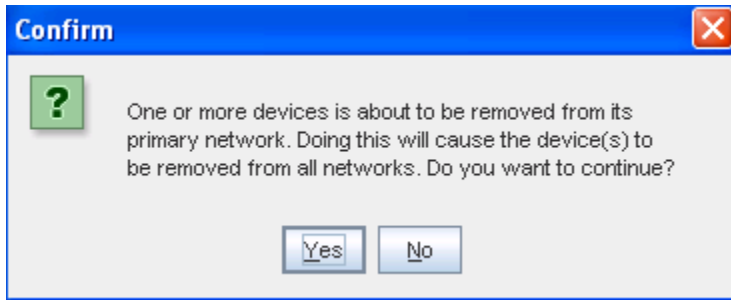 Confirm
?
One or more devices is about to be removed from its
primary network. Doing this will cause the device(s) to
be removed from all networks. Do you want to continue?
Yes No